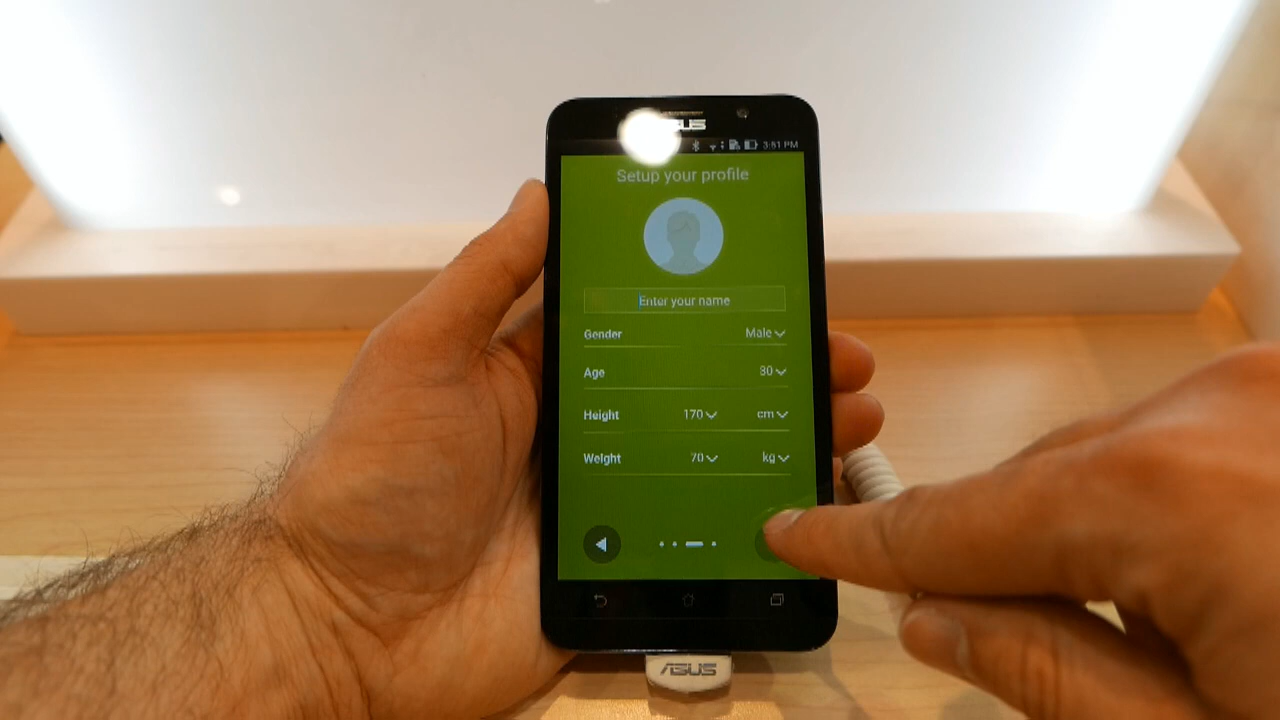 3:51 PM
Setup your profile
Enter your name
Gender Male
Age 30
Height 170 cm
Weight 70 kg
ASUS